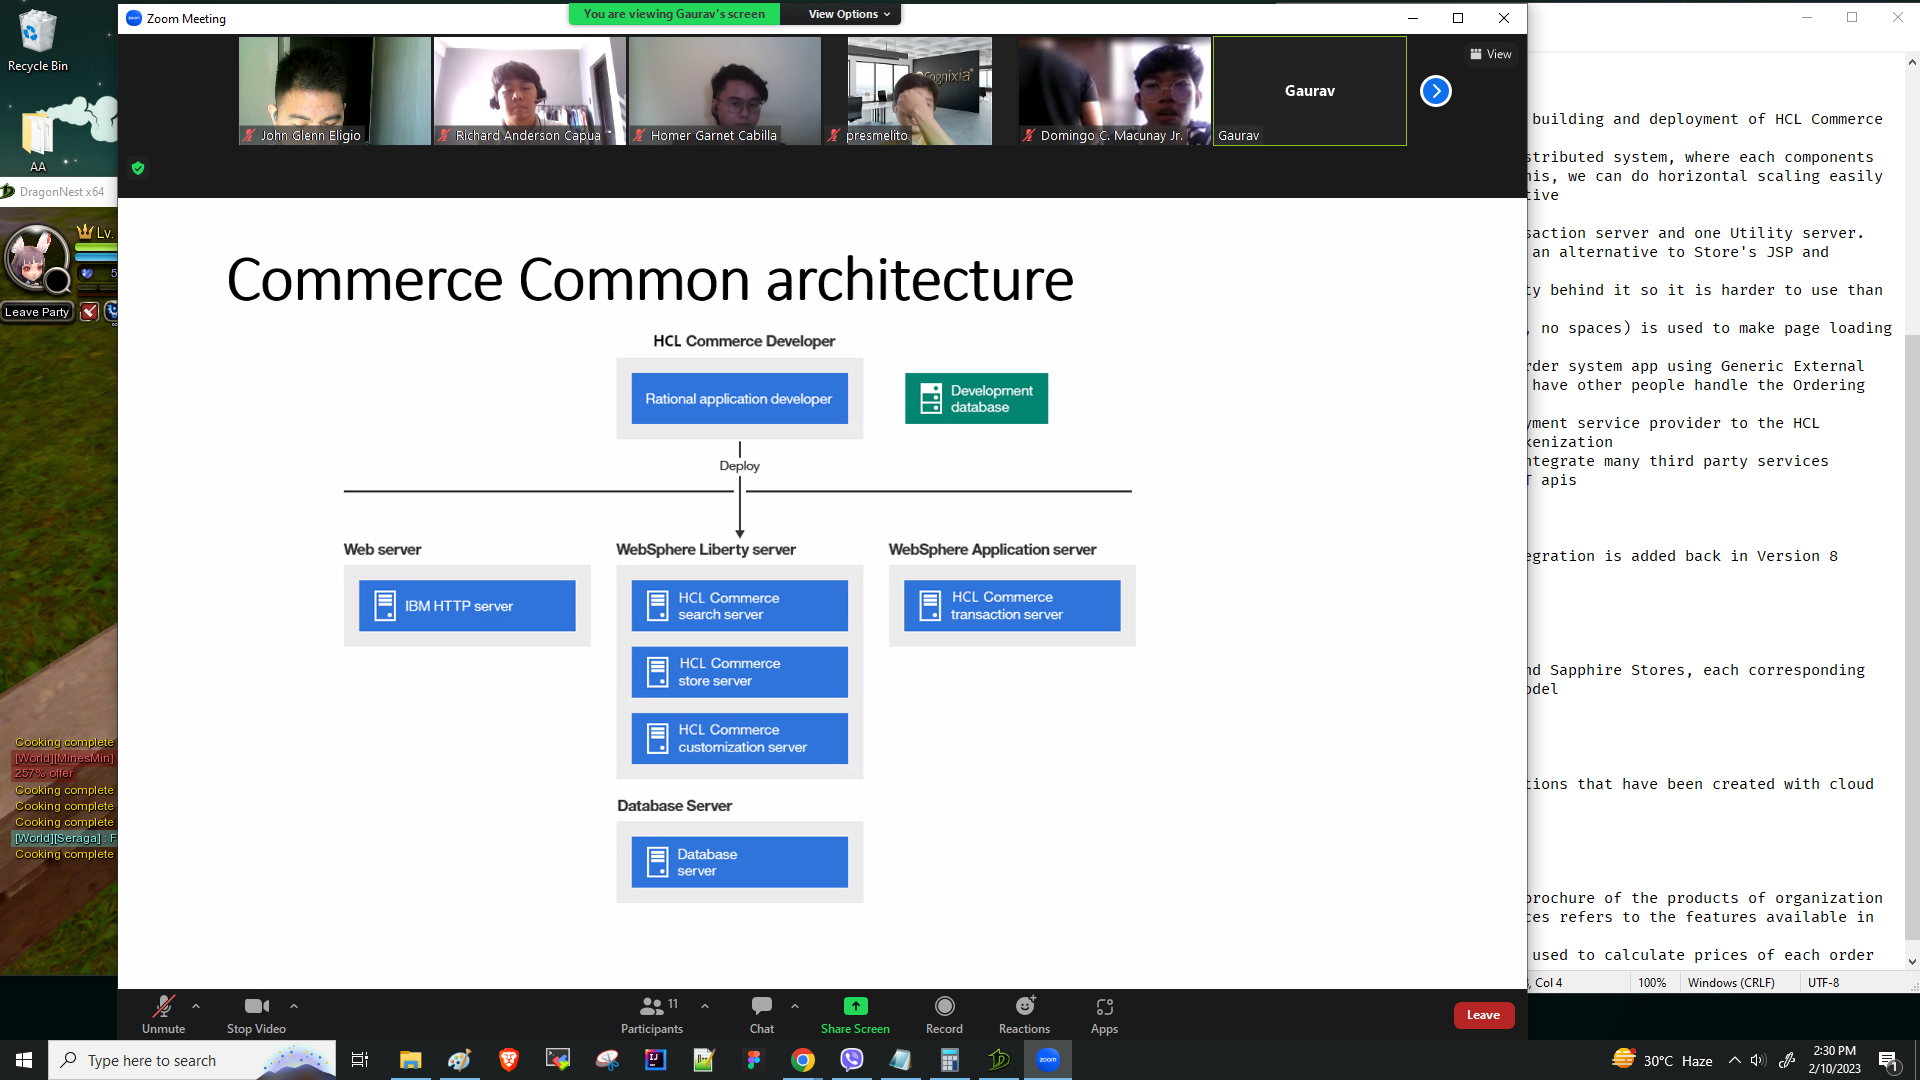 Recycle Bin
AA
DragonNest x64
Lv.
5
Leave Party
Cooking complete
[World][MinesMin]
257% offer
Cooking complete
Cooking complete
Cooking complete
[World][Seraga] : F
Cooking complete
Zoom Meeting
You are viewing Gaurav's screen
View Options
View
John Glenn Eligio
Richard Anderson Capua
Homer Garnet Cabilla
Cognixia
presmelito
Domingo C. Macunay Jr.
Gaurav
Gaurav
Commerce Common architecture
HCL Commerce Developer
Rational application developer
Development
database
Deploy
Web server
IBM HTTP server
WebSphere Liberty server
HCL Commerce
search server
HCL Commerce
store server
HCL Commerce
customization server
WebSphere Application server
HCL Commerce
transaction server
Database Server
Database
server
building and deployment of HCL Commerce
stributed system, where each components
his, we can do horizontal scaling easily
tive
saction server and one Utility server.
an alternative to Store's JSP and
ty behind it so it is harder to use than
, no spaces) is used to make page loading
rder system app using Generic External
have other people handle the Ordering
yment service provider to the HCL
kenization
ntegrate many third party services
T apis
egration is added back in Version 8
nd Sapphire Stores, each corresponding
odel
tions that have been created with cloud
brochure of the products of organization
ces refers to the features available in
used to calculate prices of each order
, Col 4
100%
Windows (CRLF)
UTF-8
Unmute
Stop Video
Participants
11
Chat
Share Screen
Record
Reactions
Apps
Leave
Type here to search
zoom
30°C Haze
2:30 PM
2/10/2023
1